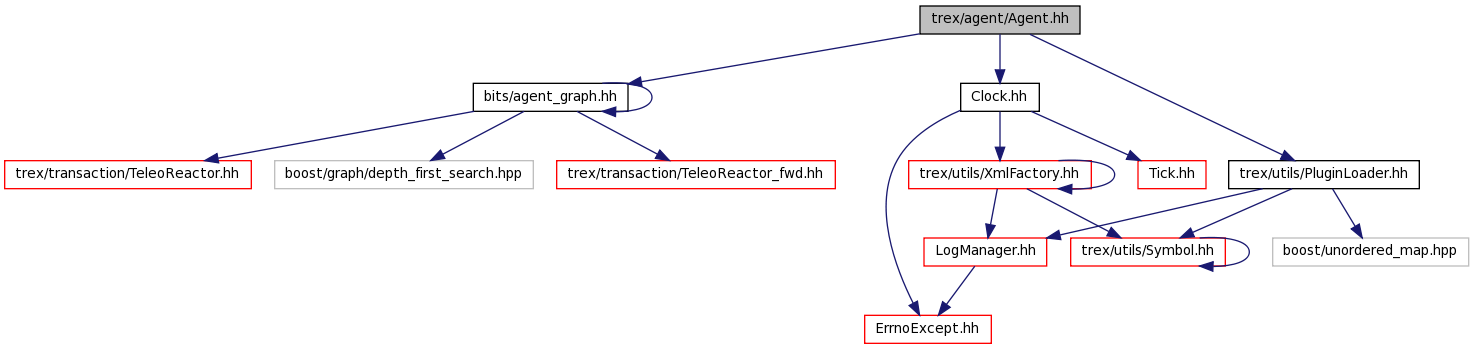 trex/agent/Agent.hh
bits/agent_graph.hh
Clock.hh
trex/transaction/TeleoReactor.hh
boost/graph/depth_first_search.hpp
trex/transaction/TeleoReactor_fwd.hh
trex/utils/XmlFactory.hh
Tick.hh
trex/utils/PluginLoader.hh
LogManager.hh
trex/utils/Symbol.hh
boost/unordered_map.hpp
ErrnoExcept.hh